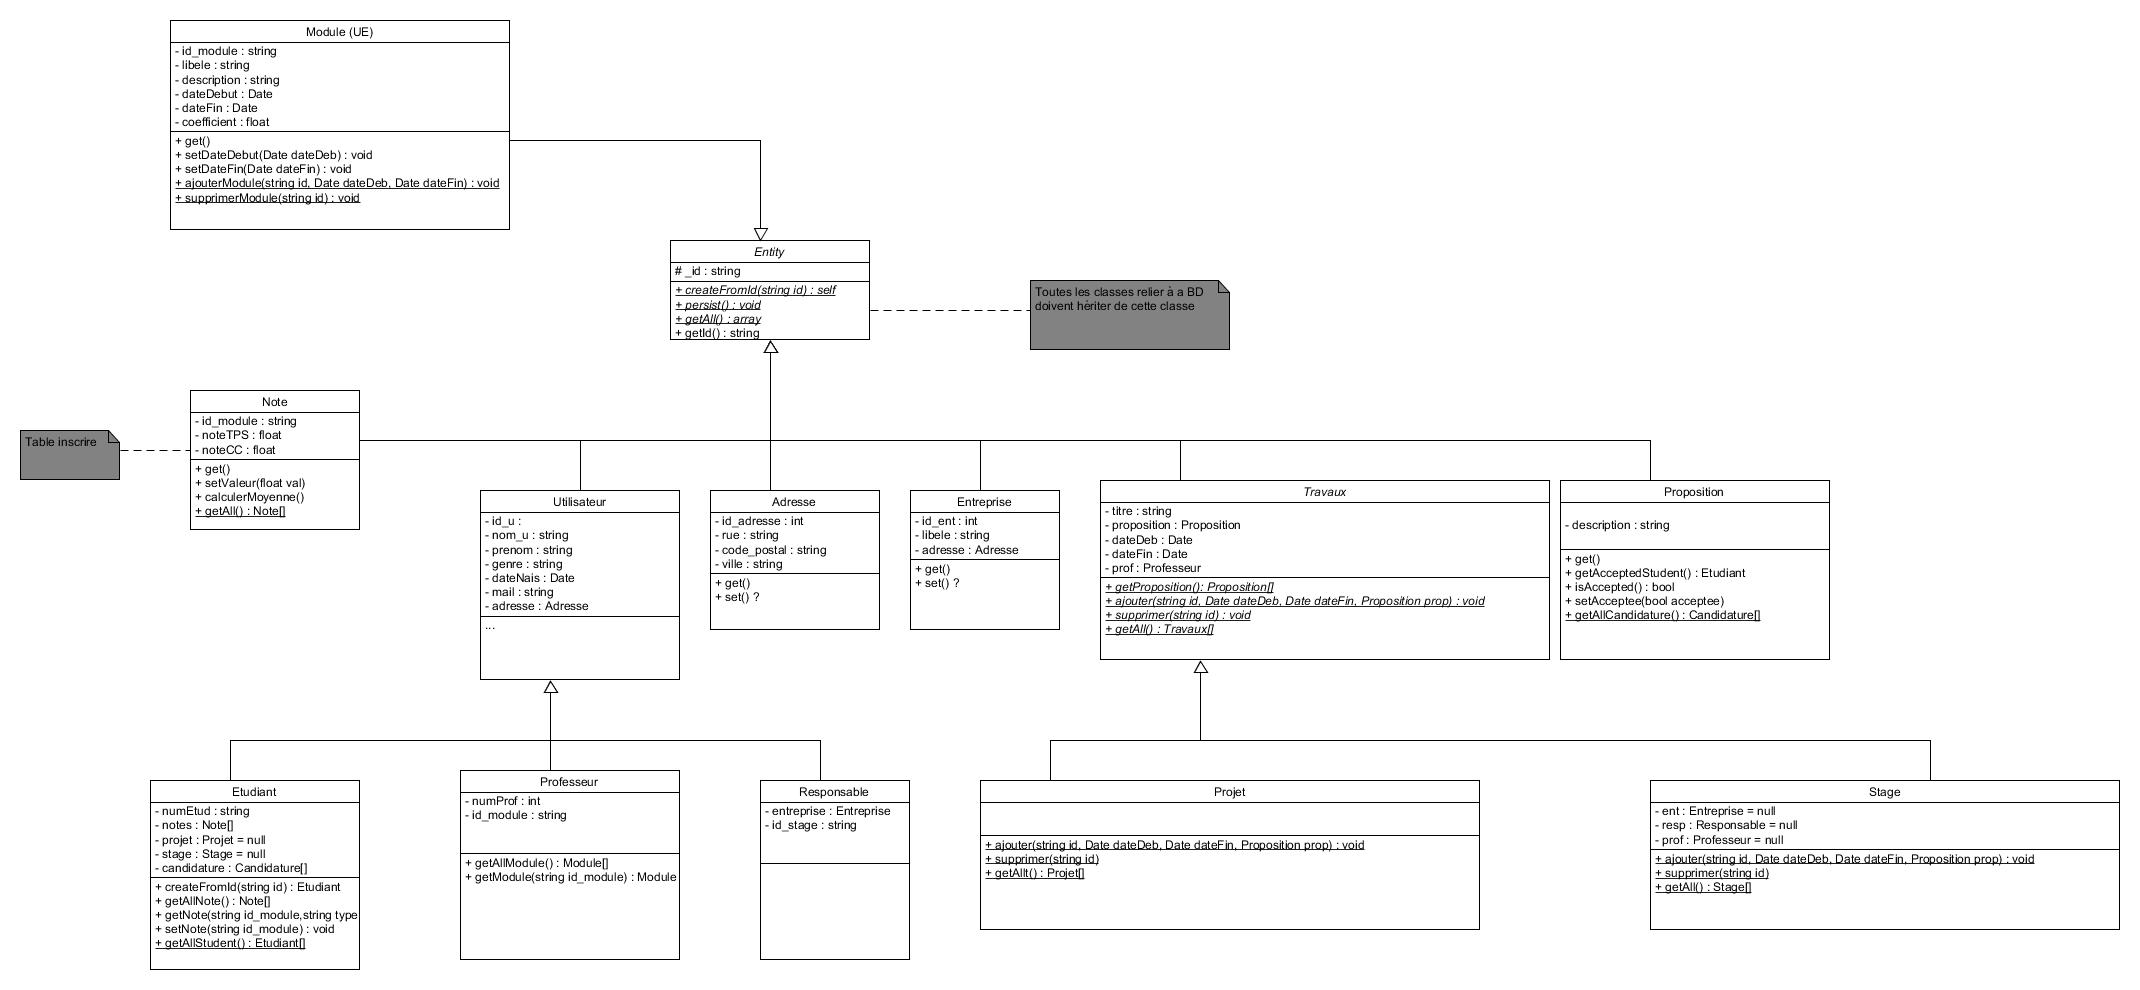 Module (UE)
- id_module : string
- libele : string
- description : string
- dateDebut : Date
- dateFin : Date
- coefficient : float
+ get()
+ setDateDebut(Date dateDeb) : void
+ setDateFin(Date dateFin) : void
+ ajouterModule(string id, Date dateDeb, Date dateFin) : void
+ supprimerModule(string id) : void
Entity
# _id : string
+ createFromId(string id) : self
+ persist() : void
+ getAll() : array
+ getId() : string
Toutes les classes relier à a BD
doivent hériter de cette classe
Table inscrire
Note
- id_module : string
- noteTPS : float
- noteCC : float
+ get()
+ setValeur(float val)
+ calculerMoyenne()
+ getAll() : Note[]
Utilisateur
- id_u :
- nom_u : string
- prenom : string
- genre : string
- dateNais : Date
- mail : string
- adresse : Adresse
...
Adresse
- id_adresse : int
- rue : string
- code_postal : string
- ville : string
+ get()
+ set() ?
Entreprise
- id_ent : int
- libele : string
- adresse : Adresse
+ get()
+ set() ?
Travaux
- titre : string
- proposition : Proposition
- dateDeb : Date
- dateFin : Date
- prof : Professeur
+ getProposition(): Proposition[]
+ ajouter(string id, Date dateDeb, Date dateFin, Proposition prop) : void
+ supprimer(string id) : void
+ getAll() : Travaux[]
Proposition
- description : string
+ get()
+ getAcceptedStudent() : Etudiant
+ isAccepted() : bool
+ setAcceptee(bool acceptee)
+ getAllCandidature() : Candidature[]
Etudiant
- numEtud : string
- notes : Note[]
- projet : Projet = null
- stage : Stage = null
- candidature : Candidature[]
+ createFromId(string id) : Etudiant
+ getAllNote() : Note[]
+ getNote(string id_module,string type
+ setNote(string id_module) : void
+ getAllStudent() : Etudiant[]
Professeur
- numProf : int
- id_module : string
+ getAllModule() : Module[]
+ getModule(string id_module) : Module
Responsable
- entreprise : Entreprise
- id_stage : string
Projet
+ ajouter(string id, Date dateDeb, Date dateFin, Proposition prop) : void
+ supprimer(string id)
+ getAllt() : Projet[]
Stage
- ent : Entreprise = null
- resp : Responsable = null
- prof : Professeur = null
+ ajouter(string id, Date dateDeb, Date dateFin, Proposition prop) : void
+ supprimer(string id)
+ getAll() : Stage[]